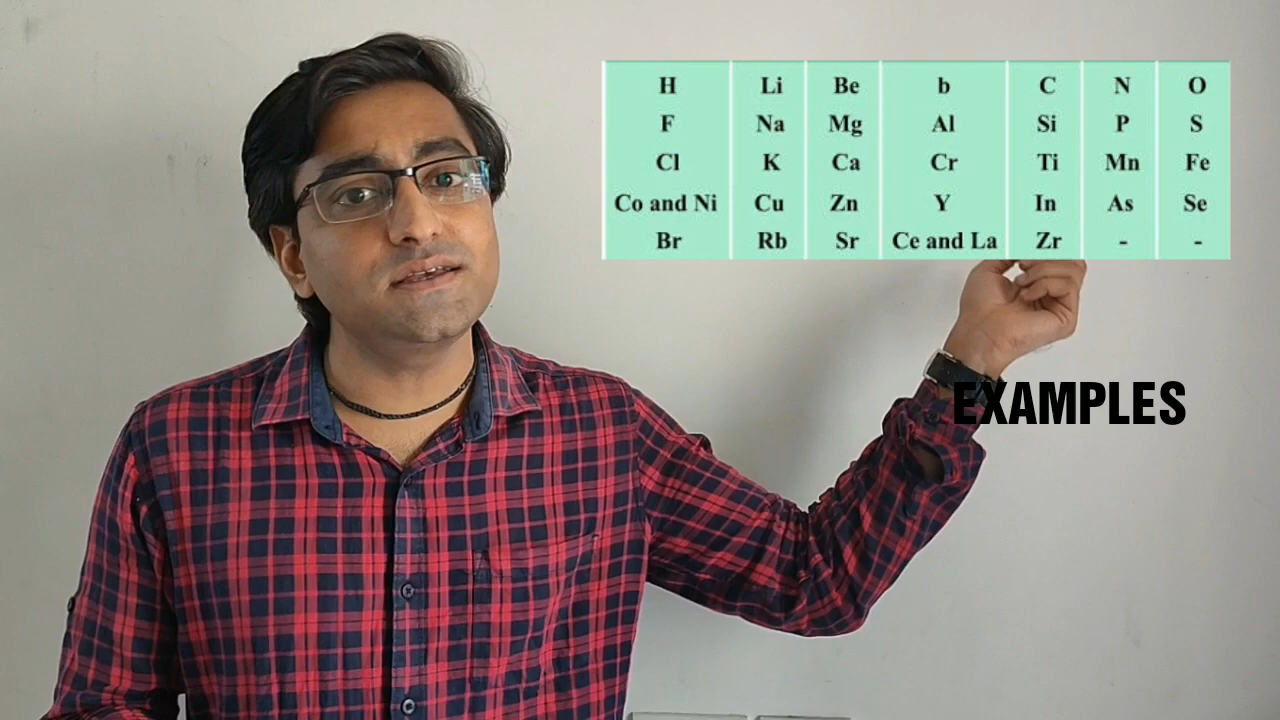 H Li Be b C N O
F Na Mg Al Si P S
Cl K Ca Cr Ti Mn Fe
Co and Ni Cu Zn Y In As Se
Br Rb Sr Ce and La Zr - -
EXAMPLES